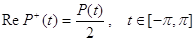 Re P⁺(t) = P(t)/2 , t ∈ [−π, π]